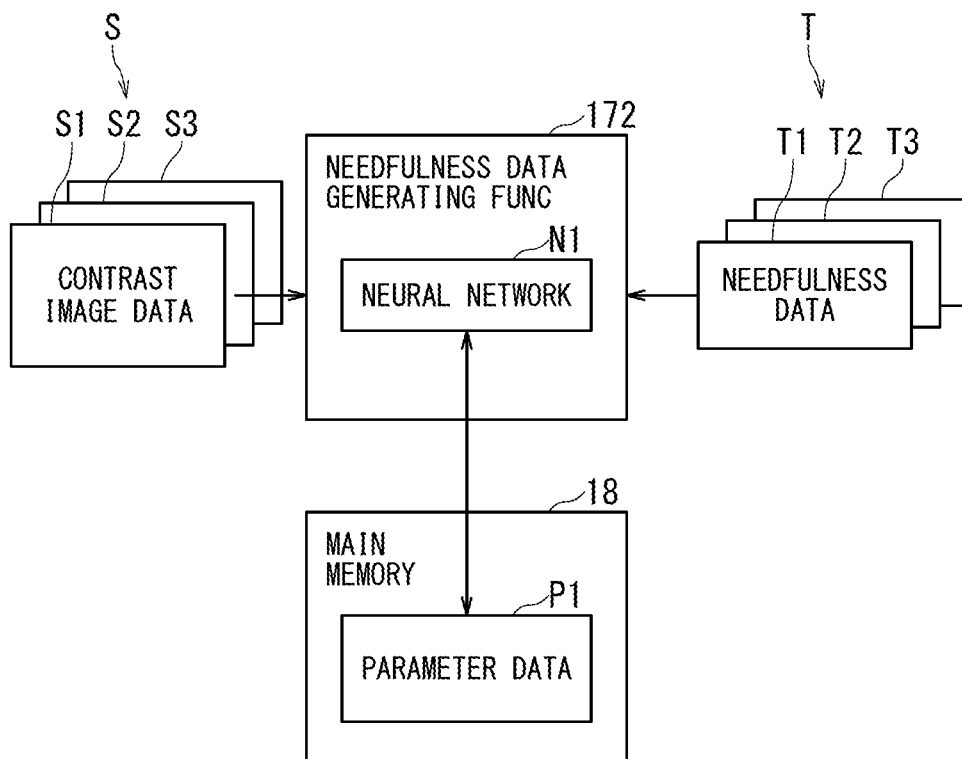 S
T
S1 S2 S3
172
T1 T2 T3
NEEDFULNESS DATA
GENERATING FUNC
N1
CONTRAST
IMAGE DATA
NEURAL NETWORK
NEEDFULNESS
DATA
18
MAIN
MEMORY
P1
PARAMETER DATA